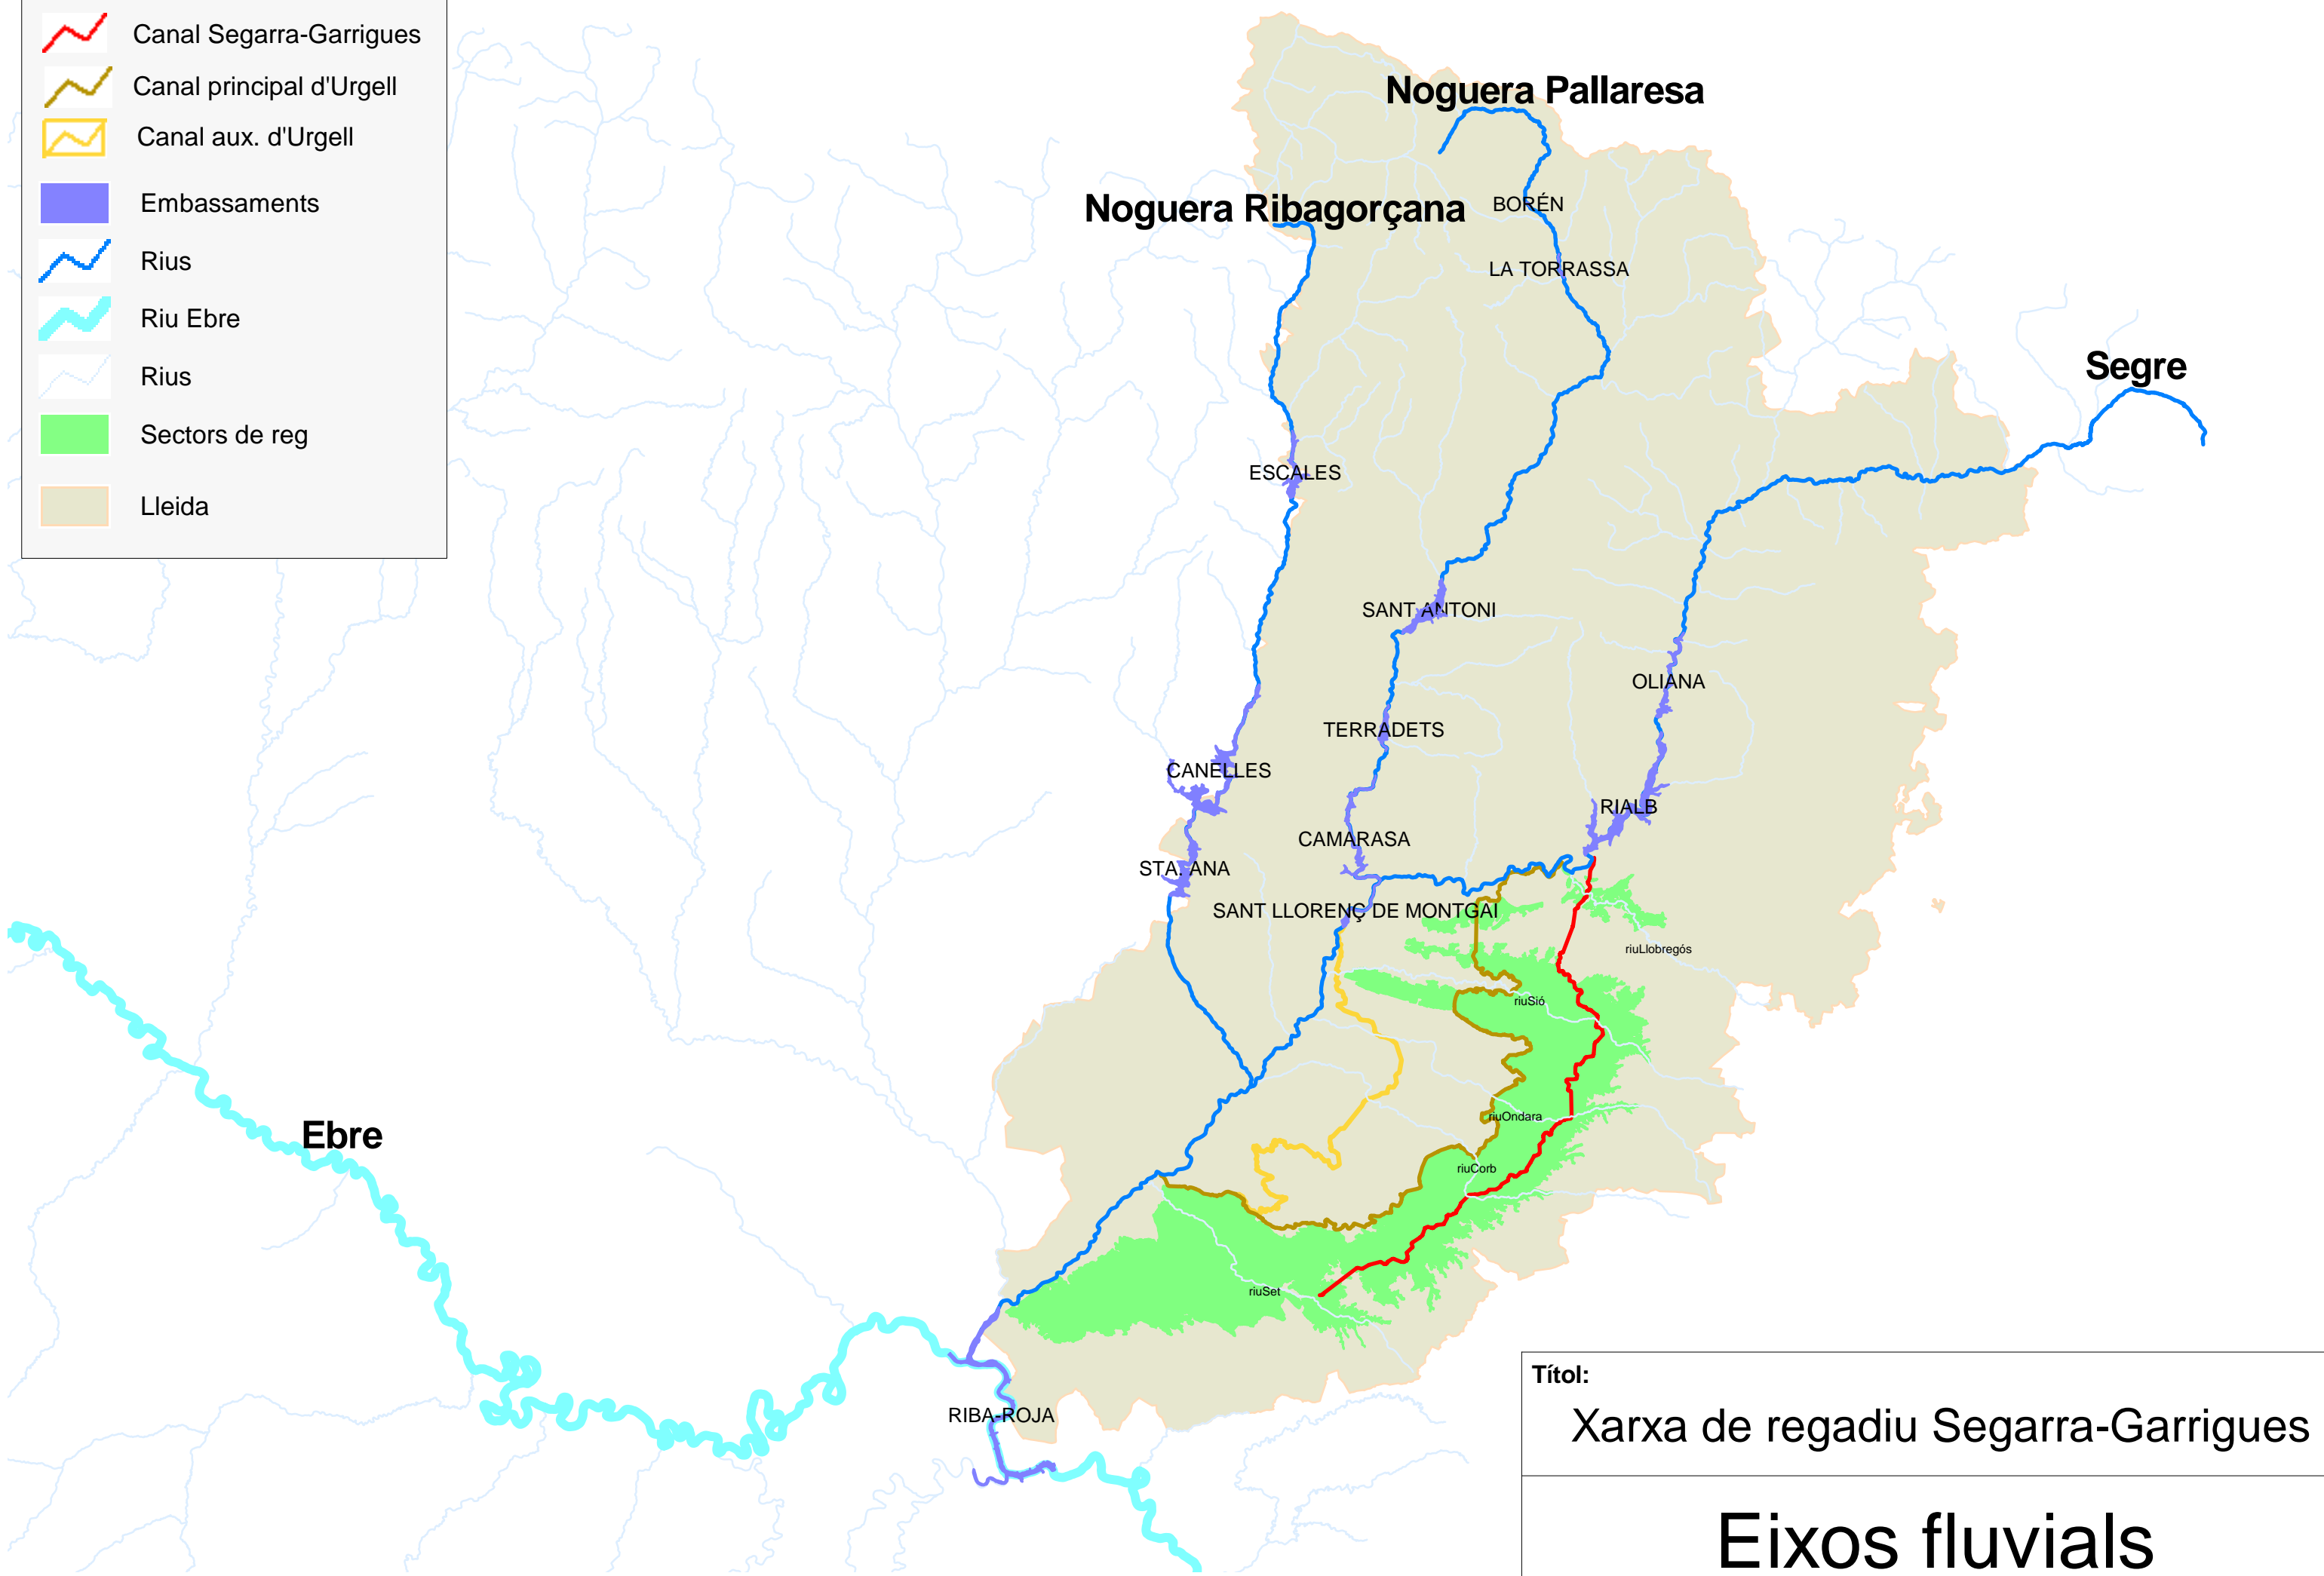 Canal Segarra-Garrigues
Canal principal d'Urgell
Canal aux. d'Urgell
Embassaments
Rius
Riu Ebre
Rius
Sectors de reg
Lleida
Noguera Pallaresa
Noguera Ribagorçana
BORÉN
LA TORRASSA
Segre
ESCALES
SANT ANTONI
OLIANA
TERRADETS
CANELLES
RIALB
CAMARASA
STA. ANA
SANT LLORENÇ DE MONTGAI
riuLlobregós
riuSió
riuOndara
Ebre
riuCorb
riuSet
RIBA-ROJA
Títol:
Xarxa de regadiu Segarra-Garrigues
Eixos fluvials